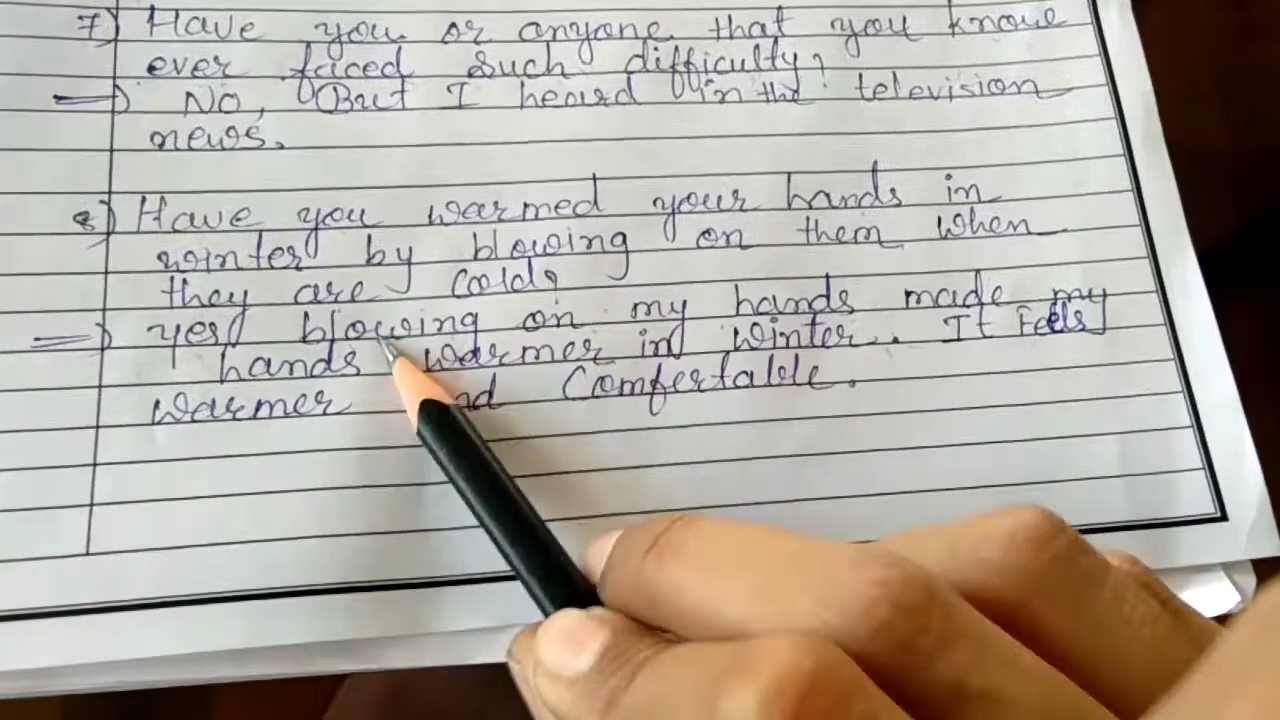 7) Have you or anyone that you know
ever faced such difficulty?
=> No, But I heard in the television
news.
8) Have you warmed your hands in
winter by blowing on them when
they are cold?
=> yes, blowing on my hands made my
hands warmer in winter. It Feels
warmer and Comfertable.